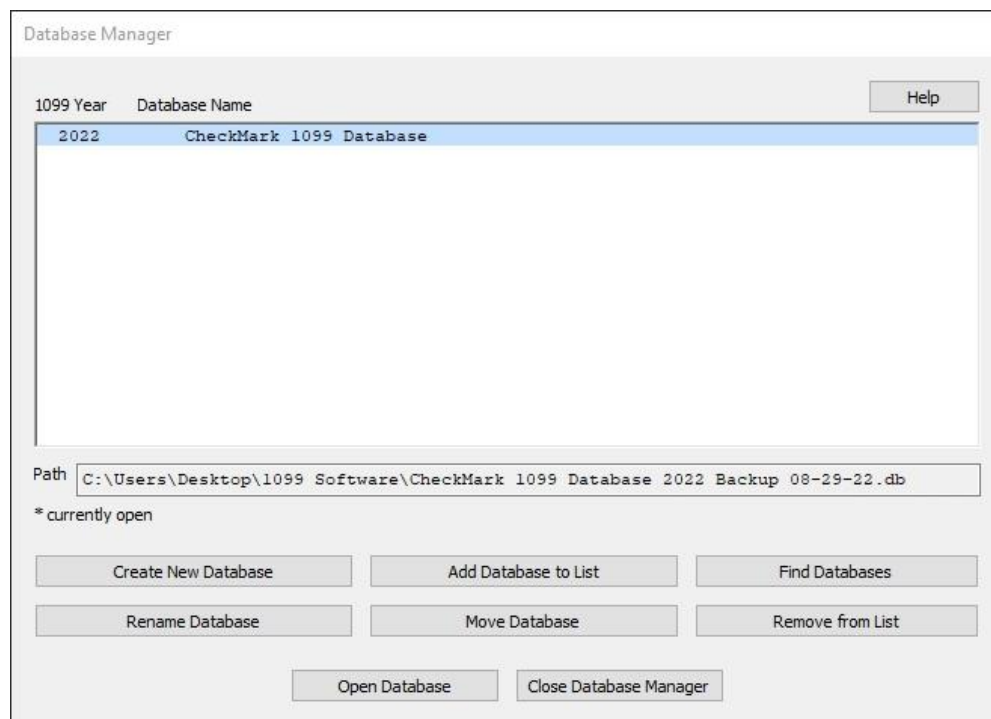 Database Manager
Help
1099 Year Database Name
2022 CheckMark 1099 Database
Path C:\Users\Desktop\1099 Software\CheckMark 1099 Database 2022 Backup 08-29-22.db
* currently open
Create New Database Add Database to List Find Databases
Rename Database Move Database Remove from List
Open Database Close Database Manager